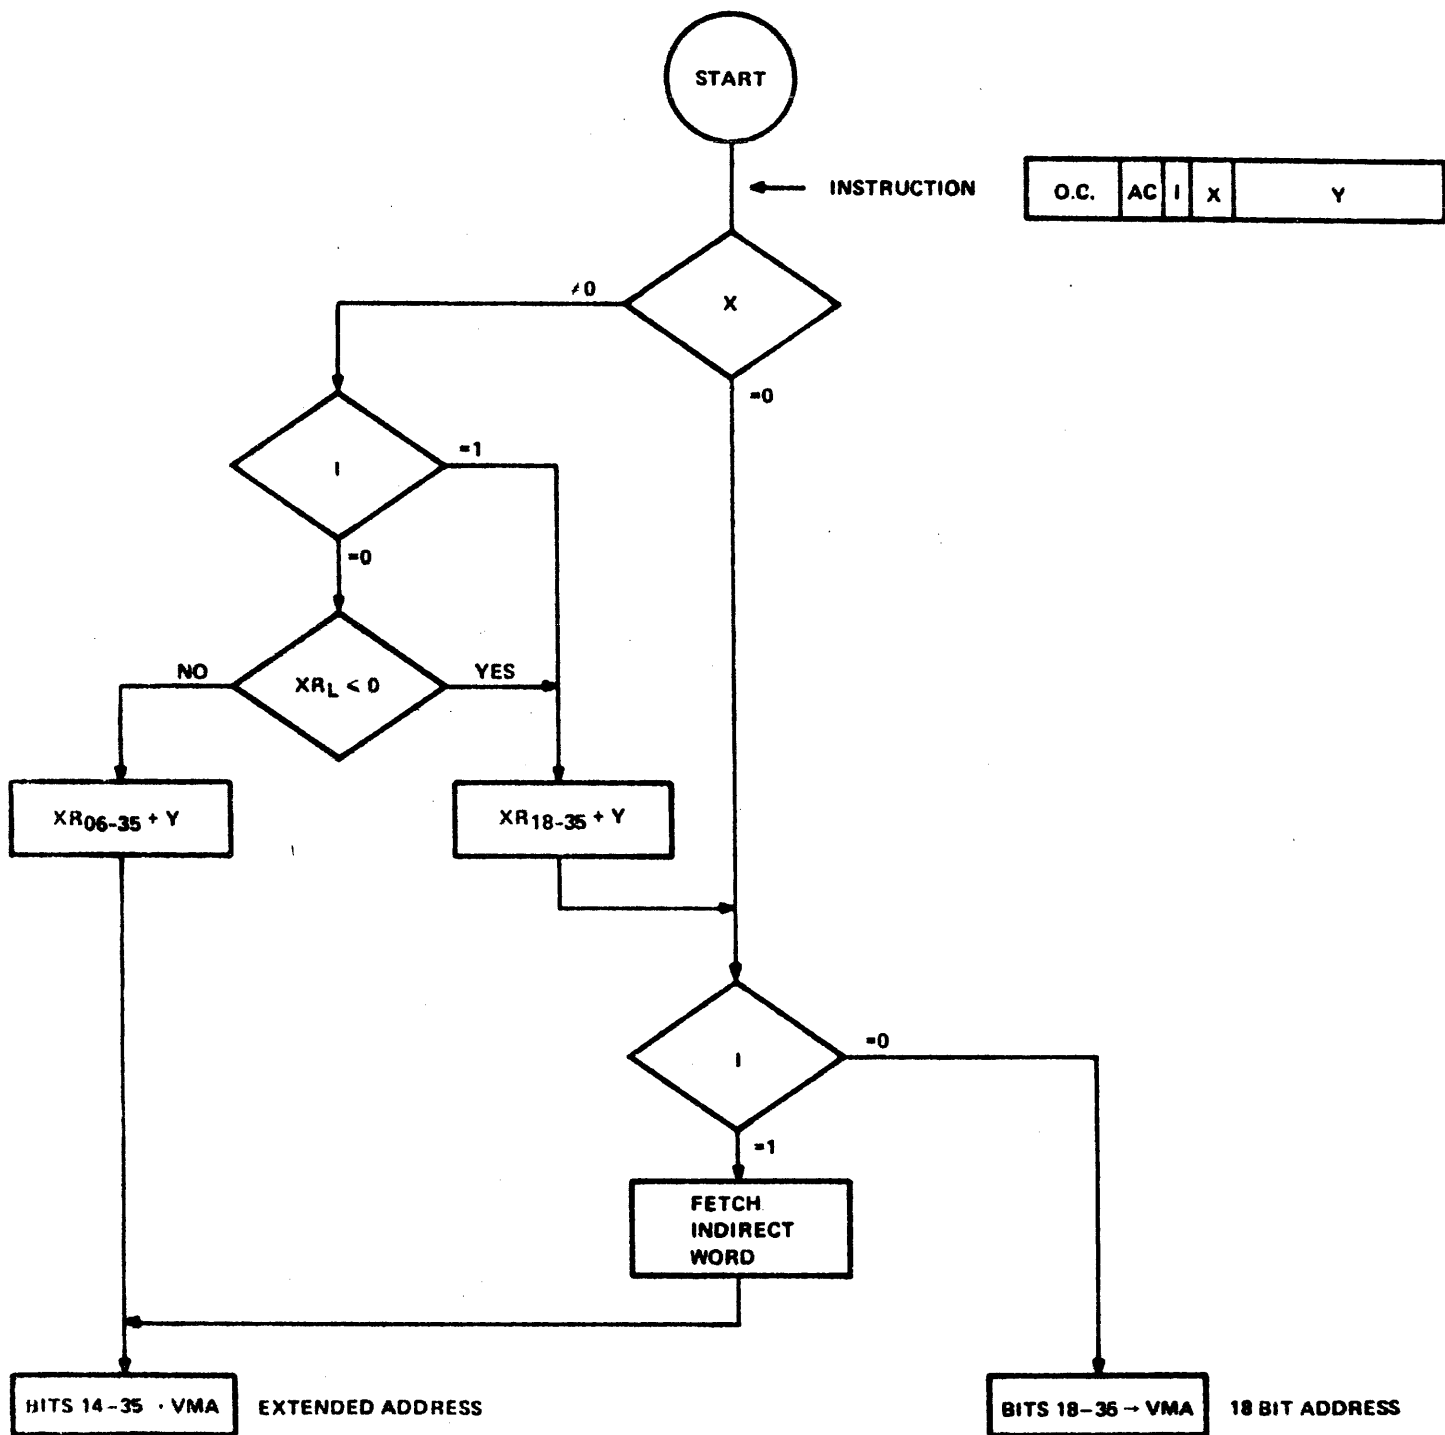 START
INSTRUCTION
O.C. AC I X Y
≠0
X
=0
I
=1
=0
NO
XRL < 0
YES
XR06-35 + Y
XR18-35 + Y
I
=0
=1
FETCH
INDIRECT
WORD
BITS 14-35 → VMA EXTENDED ADDRESS
BITS 18-35 → VMA 18 BIT ADDRESS